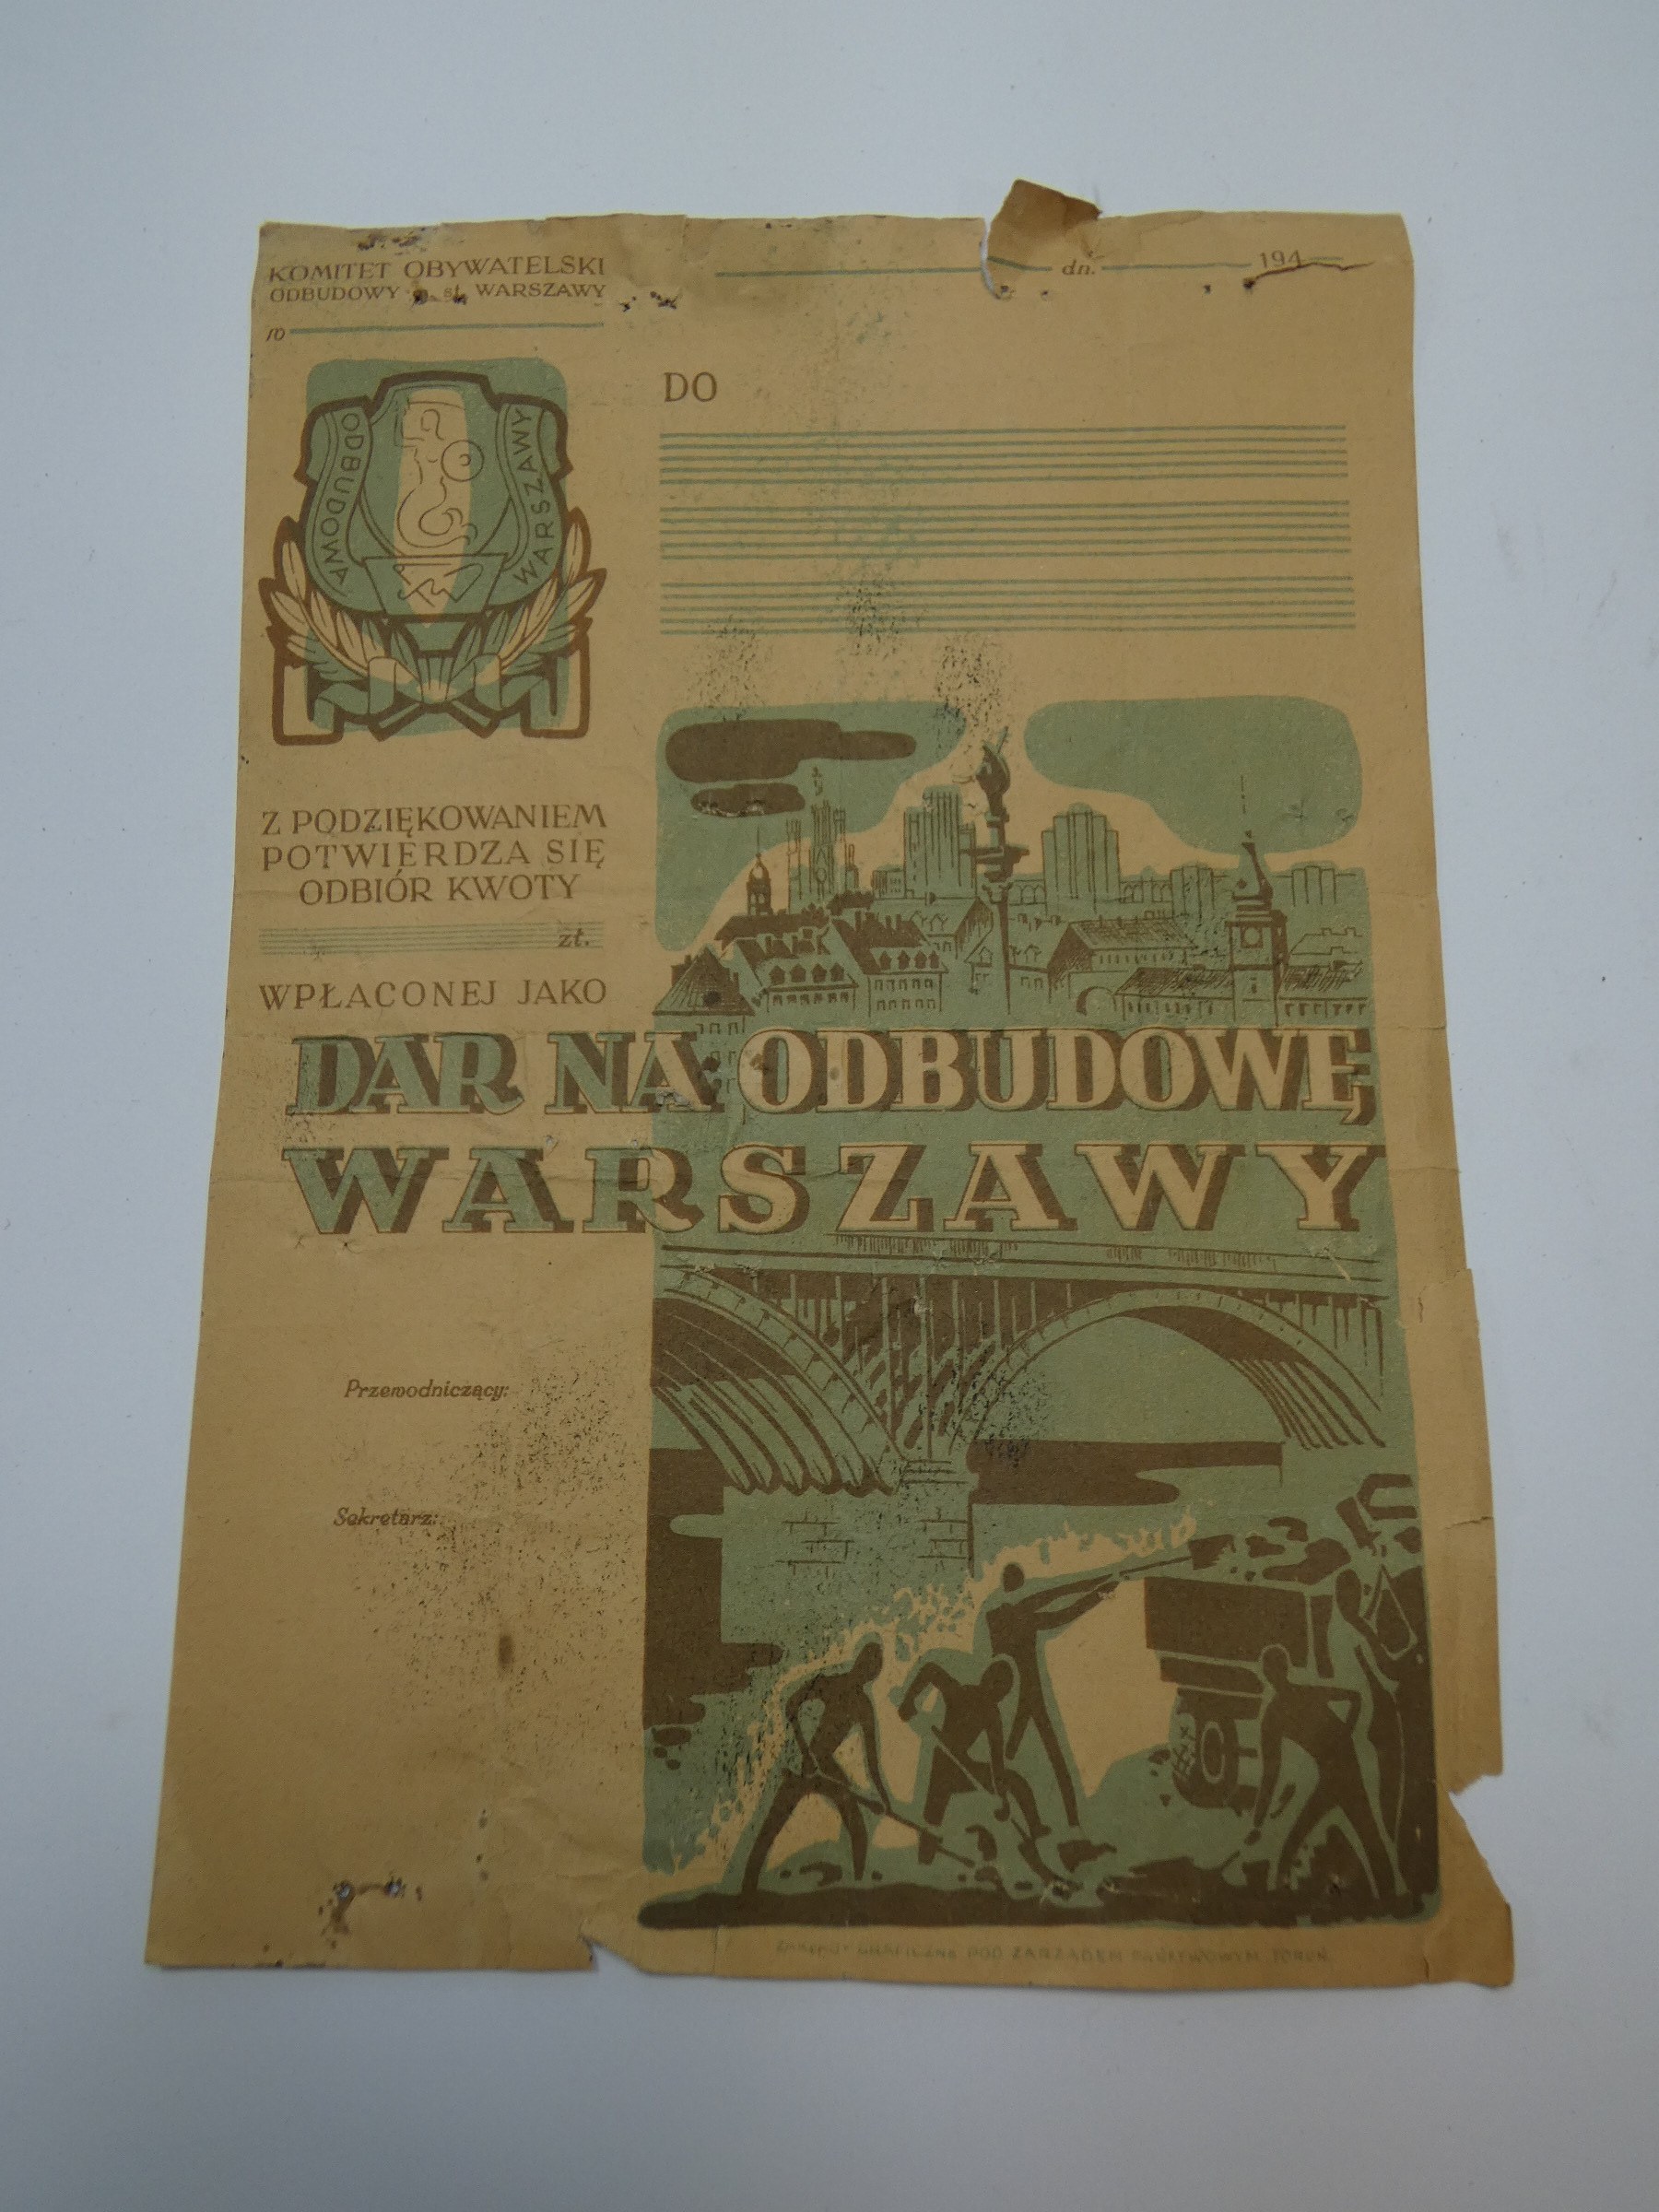 KOMITET OBYWATELSKI
ODBUDOWY m. st. WARSZAWY
w
dn. 194
DO
ODBUDOWA
WARSZAWY
Z PODZIĘKOWANIEM
POTWIERDZA SIĘ
ODBIÓR KWOTY
zł.
WPŁACONEJ JAKO
DAR NA ODBUDOWĘ
WARSZAWY
Przewodniczący:
Sekretarz:
ZAKŁADY GRAFICZNE POD ZARZĄDEM PAŃSTWOWYM TORUŃ